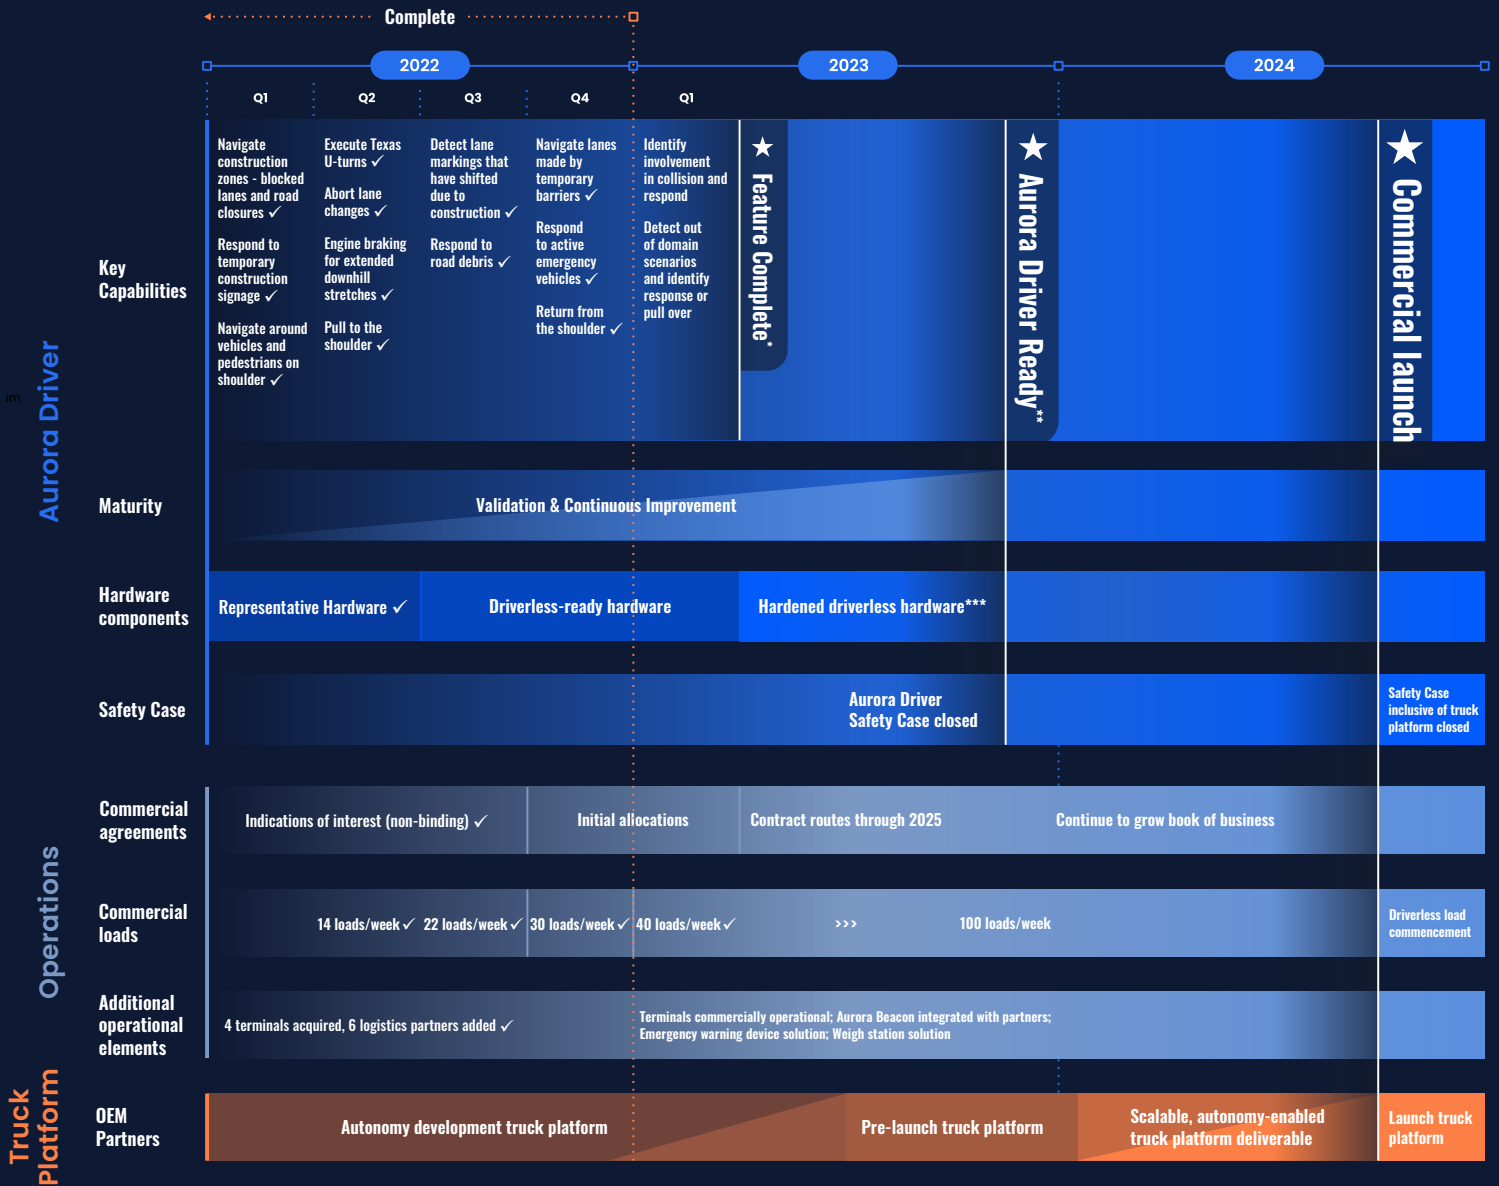 Complete
2022
2023
2024
Q1
Q2
Q3
Q4
Q1
Aurora Driver
Key
Capabilities
Navigate
construction
zones - blocked
lanes and road
closures ✓
Respond to
temporary
construction
signage ✓
Navigate around
vehicles and
pedestrians on
shoulder ✓
Execute Texas
U-turns ✓
Abort lane
changes ✓
Engine braking
for extended
downhill
stretches ✓
Pull to the
shoulder ✓
Detect lane
markings that
have shifted
due to
construction ✓
Respond to
road debris ✓
Navigate lanes
made by
temporary
barriers ✓
Respond
to active
emergency
vehicles ✓
Return from
the shoulder ✓
Identify
involvement
in collision and
respond
Detect out
of domain
scenarios
and identify
response or
pull over
★ Feature Complete*
★ Aurora Driver Ready**
★ Commercial launch
ım
Maturity
Validation & Continuous Improvement
Hardware
components
Representative Hardware ✓
Driverless-ready hardware
Hardened driverless hardware***
Safety Case
Aurora Driver
Safety Case closed
Safety Case
inclusive of truck
platform closed
Operations
Commercial
agreements
Indications of interest (non-binding) ✓
Initial allocations
Contract routes through 2025
Continue to grow book of business
Commercial
loads
14 loads/week ✓
22 loads/week ✓
30 loads/week ✓
40 loads/week ✓
>>>
100 loads/week
Driverless load
commencement
Additional
operational
elements
4 terminals acquired, 6 logistics partners added ✓
Terminals commercially operational; Aurora Beacon integrated with partners;
Emergency warning device solution; Weigh station solution
Truck
Platform
OEM
Partners
Autonomy development truck platform
Pre-launch truck platform
Scalable, autonomy-enabled
truck platform deliverable
Launch truck
platform